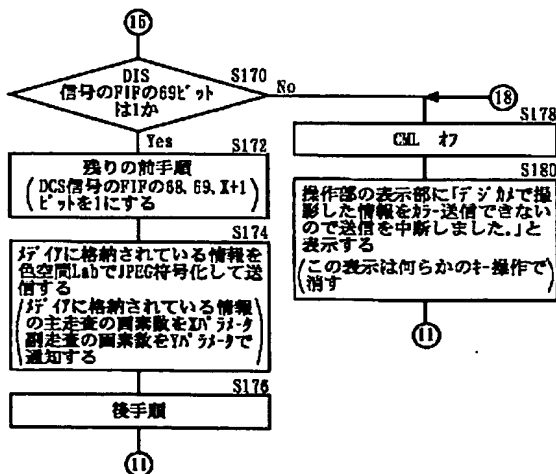 15
DIS
信号のFIFの69ビット
は1か
S170
No
Yes
18
S178
CML オフ
S172
残りの前手順
(DCS信号のFIFの68, 69, X+1
ビットを1にする)
S180
操作部の表示部に「デジカメで撮
影した情報をカラー送信できない
ので送信を中断しました。」と
表示する
(この表示は何らかのキー操作で
消す)
11
S174
メディアに格納されている情報を
色空間LabでJPEG符号化して送
信する
(メディアに格納されている情報
の主走査の画素数をXパラメータ
副走査の画素数をYパラメータで
通知する)
S176
後手順
11